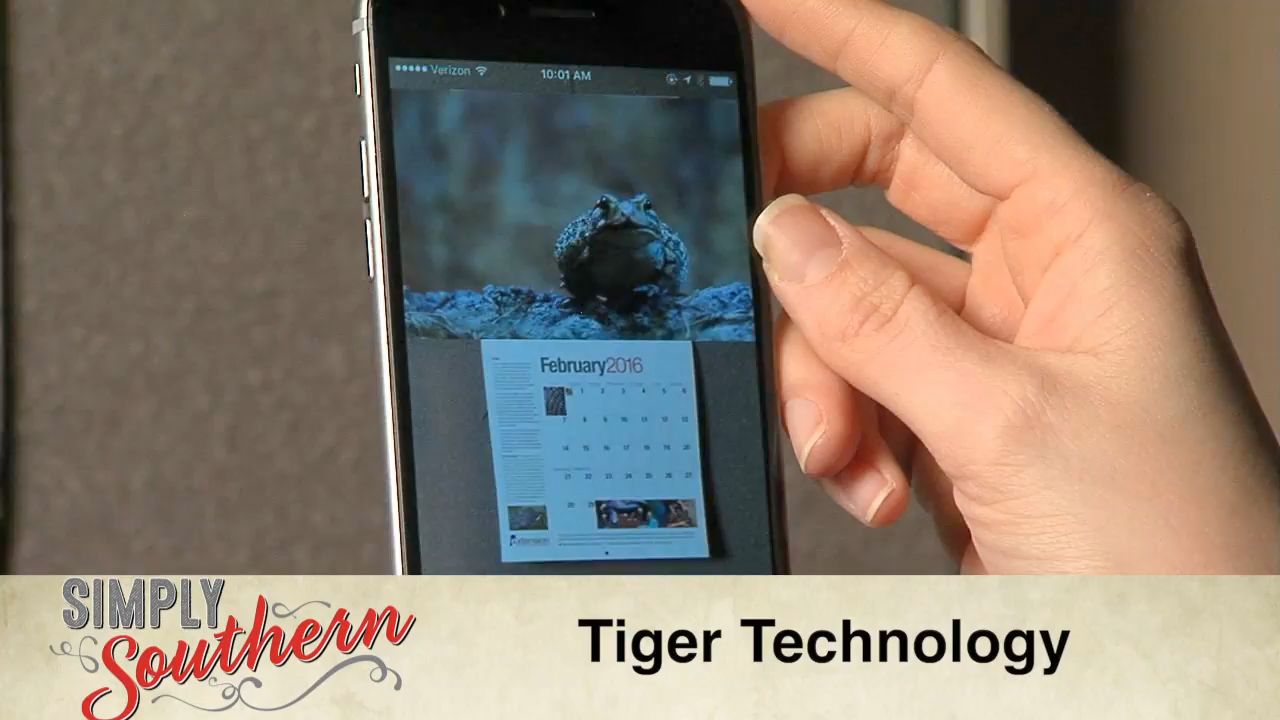 Verizon
10:01 AM
February2016
1 2 3 4 5 6
7 8 9 10 11 12 13
14 15 16 17 18 19 20
21 22 23 24 25 26 27
28 29
SIMPLY
Southern
Tiger Technology